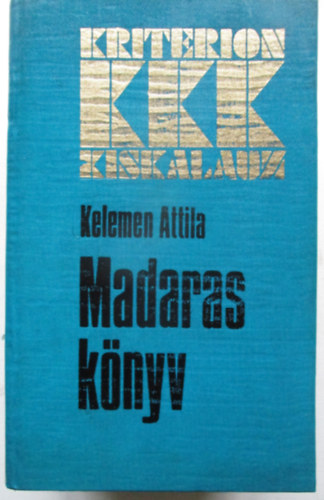 KRITERION
KKK
KISKALAUZ
Kelemen Attila
Madaras
könyv